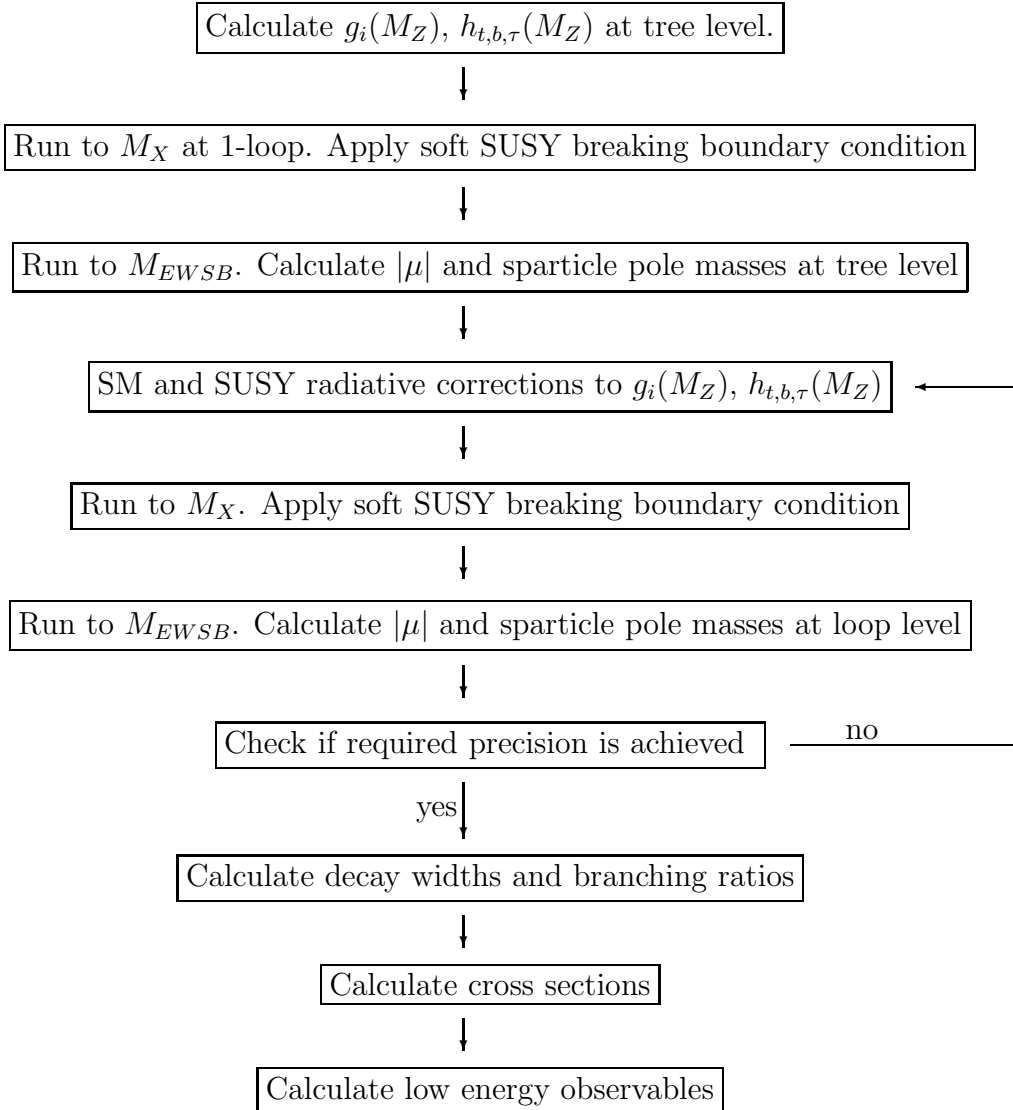 Calculate $g_i(M_Z)$, $h_{t,b,\tau}(M_Z)$ at tree level.
Run to $M_X$ at 1-loop. Apply soft SUSY breaking boundary condition
Run to $M_{EWSB}$. Calculate $|\mu|$ and sparticle pole masses at tree level
SM and SUSY radiative corrections to $g_i(M_Z)$, $h_{t,b,\tau}(M_Z)$
Run to $M_X$. Apply soft SUSY breaking boundary condition
Run to $M_{EWSB}$. Calculate $|\mu|$ and sparticle pole masses at loop level
Check if required precision is achieved
no
yes
Calculate decay widths and branching ratios
Calculate cross sections
Calculate low energy observables